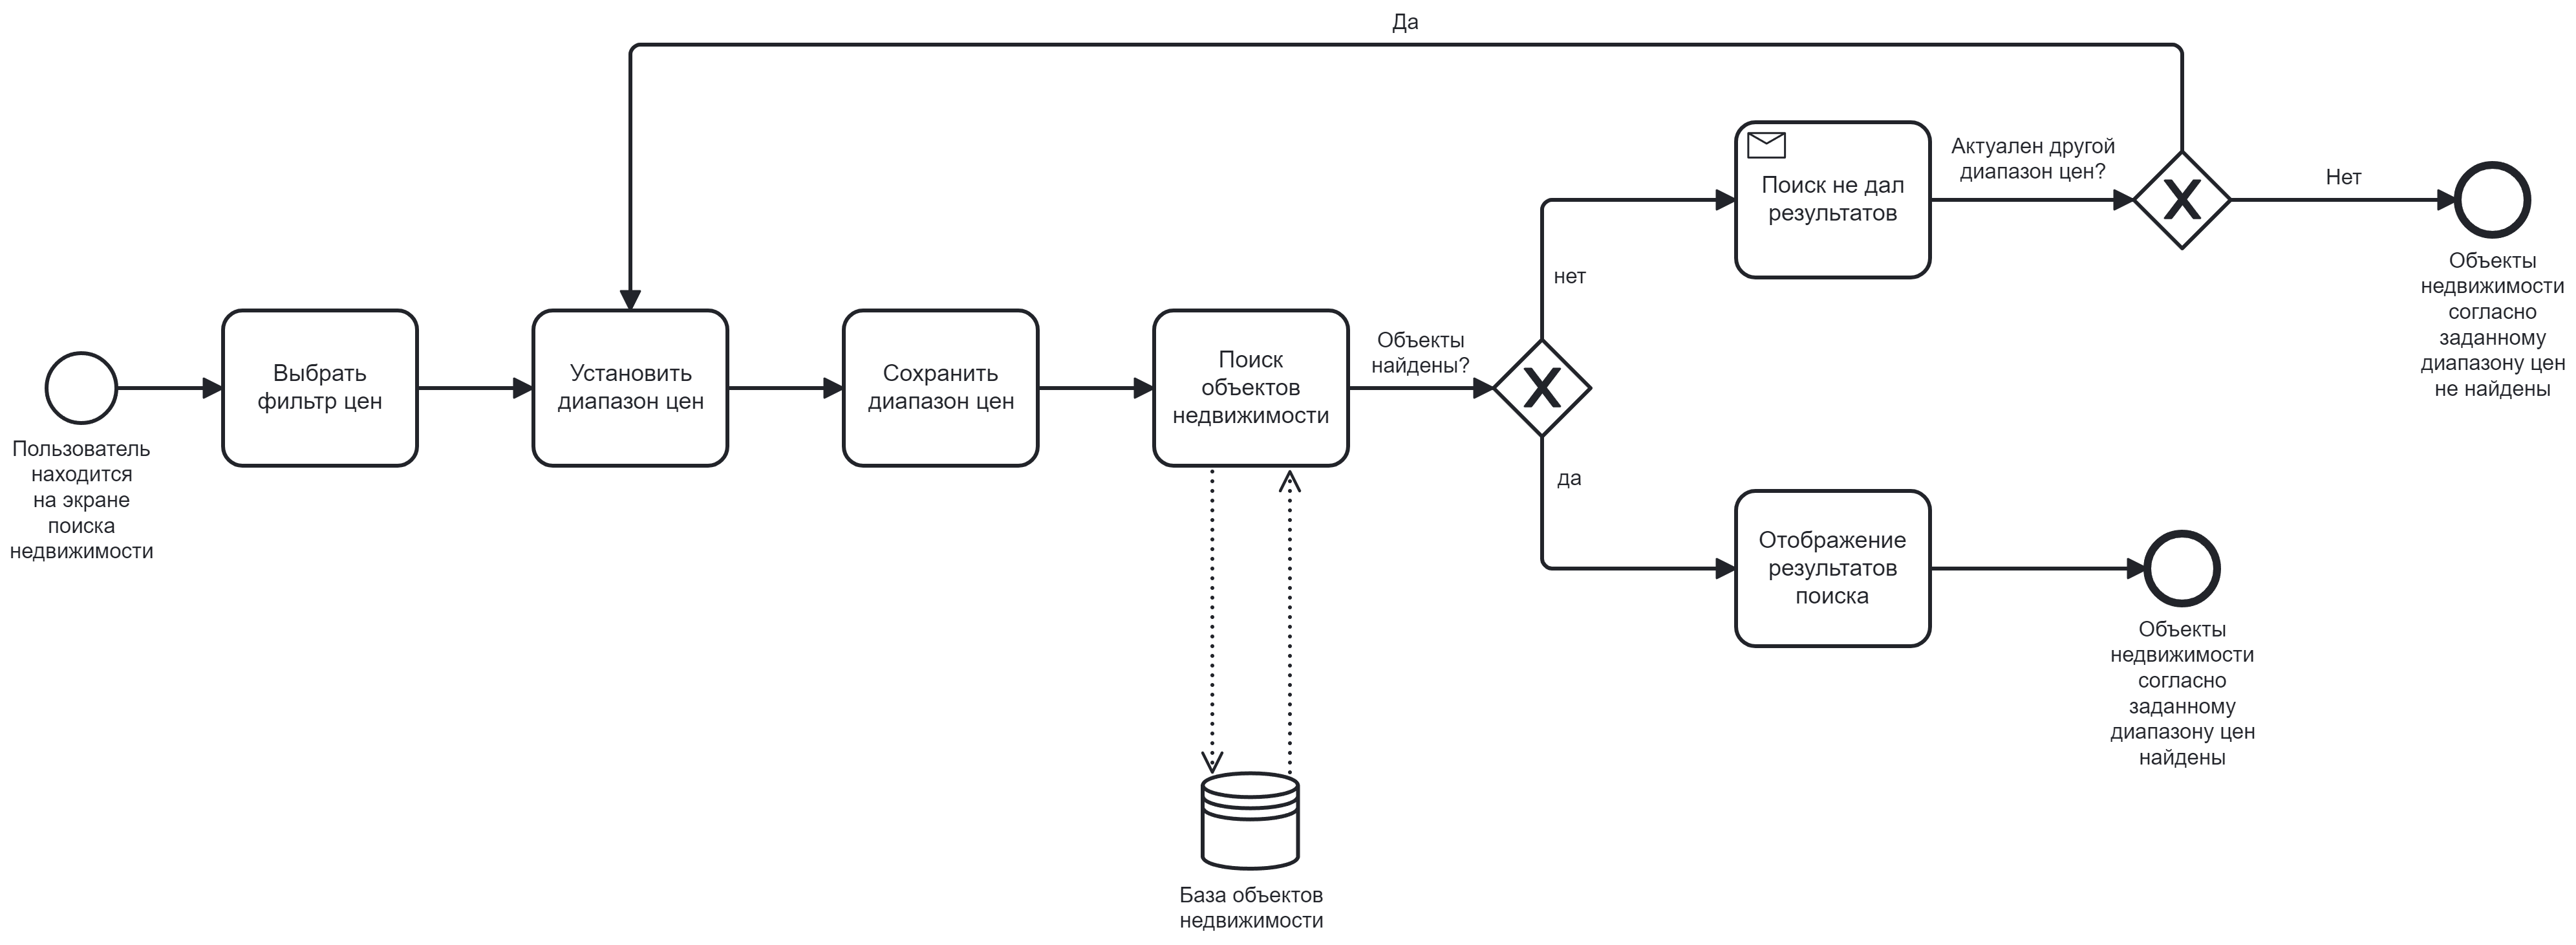 Да
Пользователь
находится
на экране
поиска
недвижимости
Выбрать
фильтр цен
Установить
диапазон цен
Сохранить
диапазон цен
Поиск
объектов
недвижимости
База объектов
недвижимости
Объекты
найдены?
нет
да
Поиск не дал
результатов
Актуален другой
диапазон цен?
Нет
Объекты
недвижимости
согласно
заданному
диапазону цен
не найдены
Отображение
результатов
поиска
Объекты
недвижимости
согласно
заданному
диапазону цен
найдены